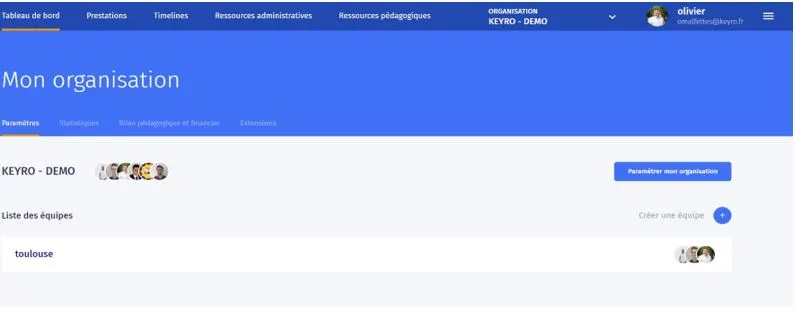 Tableau de bord Prestations Timelines Ressources administratives Ressources pédagogiques
ORGANISATION
KEYRO - DEMO
olivier
omalfettes@keyro.fr
Mon organisation
Paramètres Statistiques Bilan pédagogique et financier Extensions
KEYRO - DEMO
Paramétrer mon organisation
Liste des équipes
Créer une équipe +
toulouse